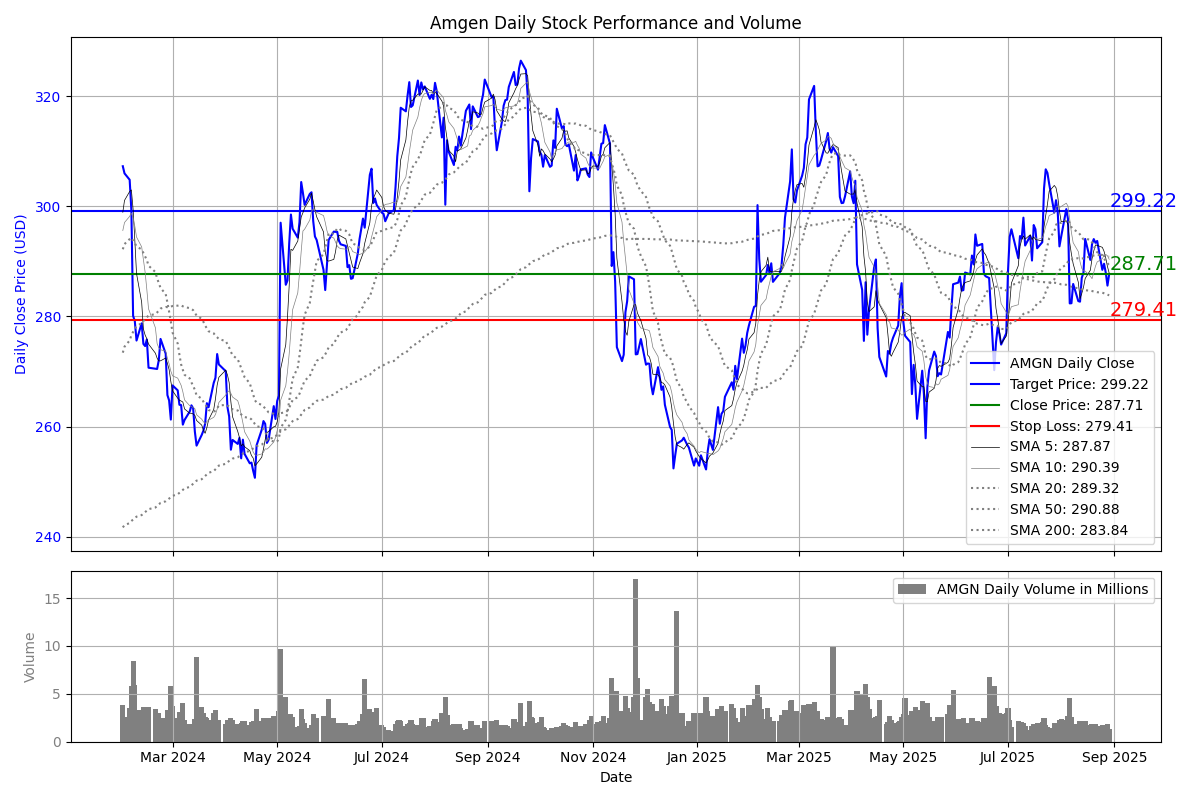 Amgen Daily Stock Performance and Volume
Daily Close Price (USD)
320
300
280
260
240
299.22
287.71
279.41
AMGN Daily Close
Target Price: 299.22
Close Price: 287.71
Stop Loss: 279.41
SMA 5: 287.87
SMA 10: 290.39
SMA 20: 289.32
SMA 50: 290.88
SMA 200: 283.84
Volume
15
10
5
0
AMGN Daily Volume in Millions
Mar 2024 May 2024 Jul 2024 Sep 2024 Nov 2024 Jan 2025 Mar 2025 May 2025 Jul 2025 Sep 2025
Date